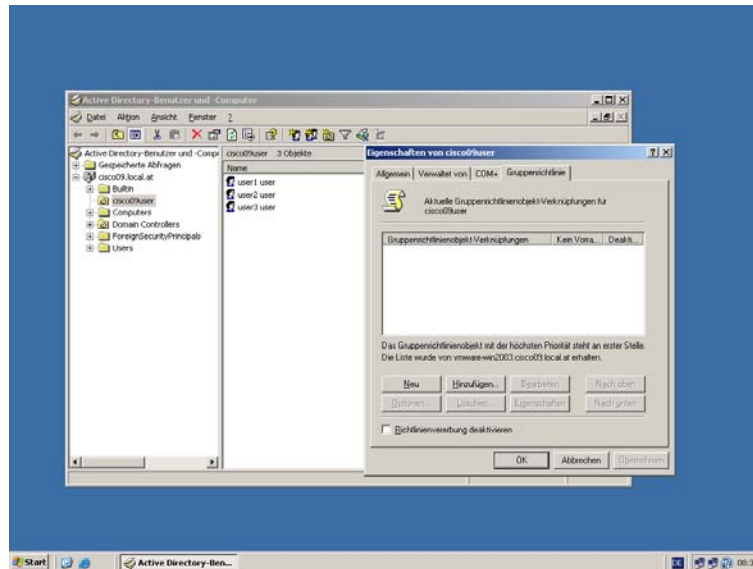 Active Directory-Benutzer und -Computer
Datei Aktion Ansicht Fenster ?
Active Directory-Benutzer und -Compu
Gespeicherte Abfragen
cisco09.local.at
Builtin
cisco09user
Computers
Domain Controllers
ForeignSecurityPrincipals
Users
cisco09user 3 Objekte
Name
user1 user
user2 user
user3 user
Eigenschaften von cisco09user
Allgemein Verwaltet von COM+ Gruppenrichtlinie
Aktuelle Gruppenrichtlinienobjekt-Verknüpfungen für
cisco09user
Gruppenrichtlinienobjekt-Verknüpfungen Kein Vorra... Deakti...
Das Gruppenrichtlinienobjekt mit der höchsten Priorität steht an erster Stelle.
Die Liste wurde von vmware-win2003.cisco09.local.at erhalten.
Neu Hinzufügen... Bearbeiten Nach oben
Optionen... Löschen... Eigenschaften Nach unten
Richtlinienvererbung deaktivieren
OK Abbrechen Übernehmen
Start Active Directory-Ben... DE